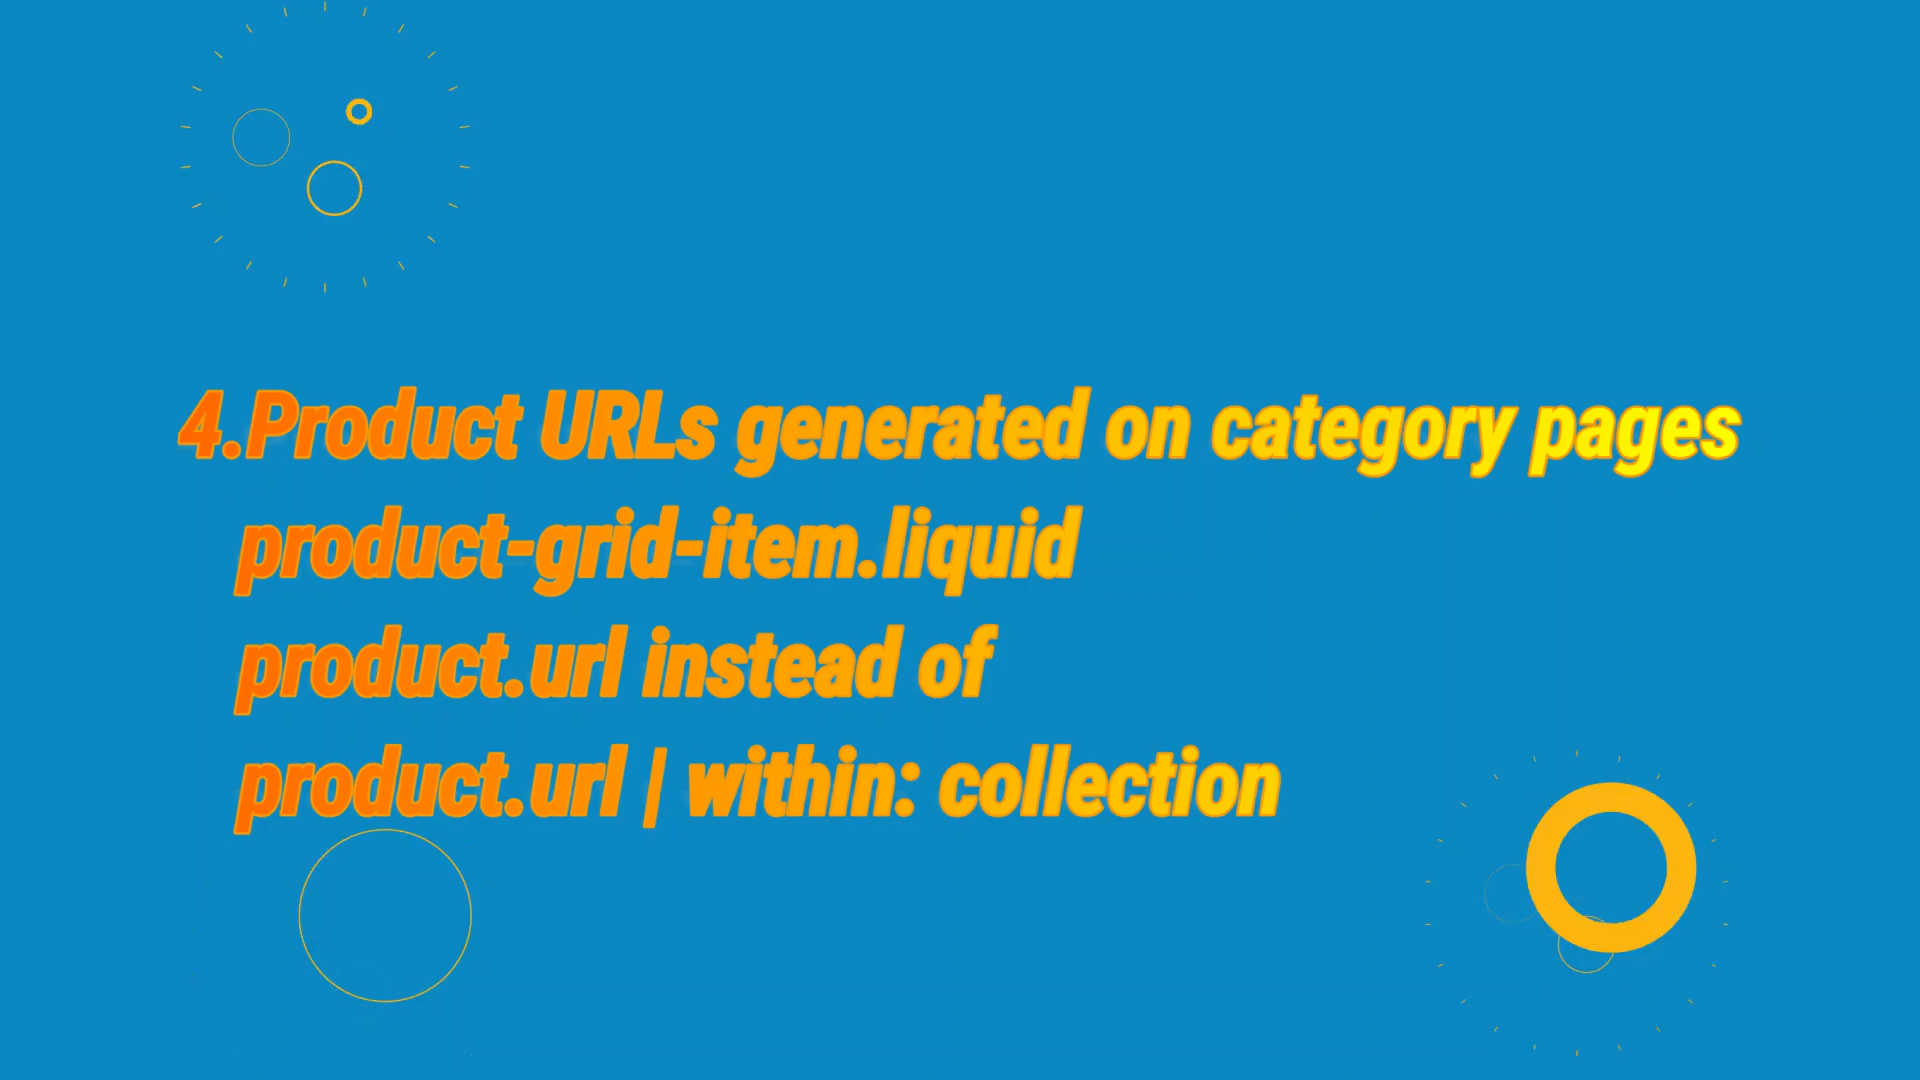 4.Product URLs generated on category pages
product-grid-item.liquid
product.url instead of
product.url | within: collection